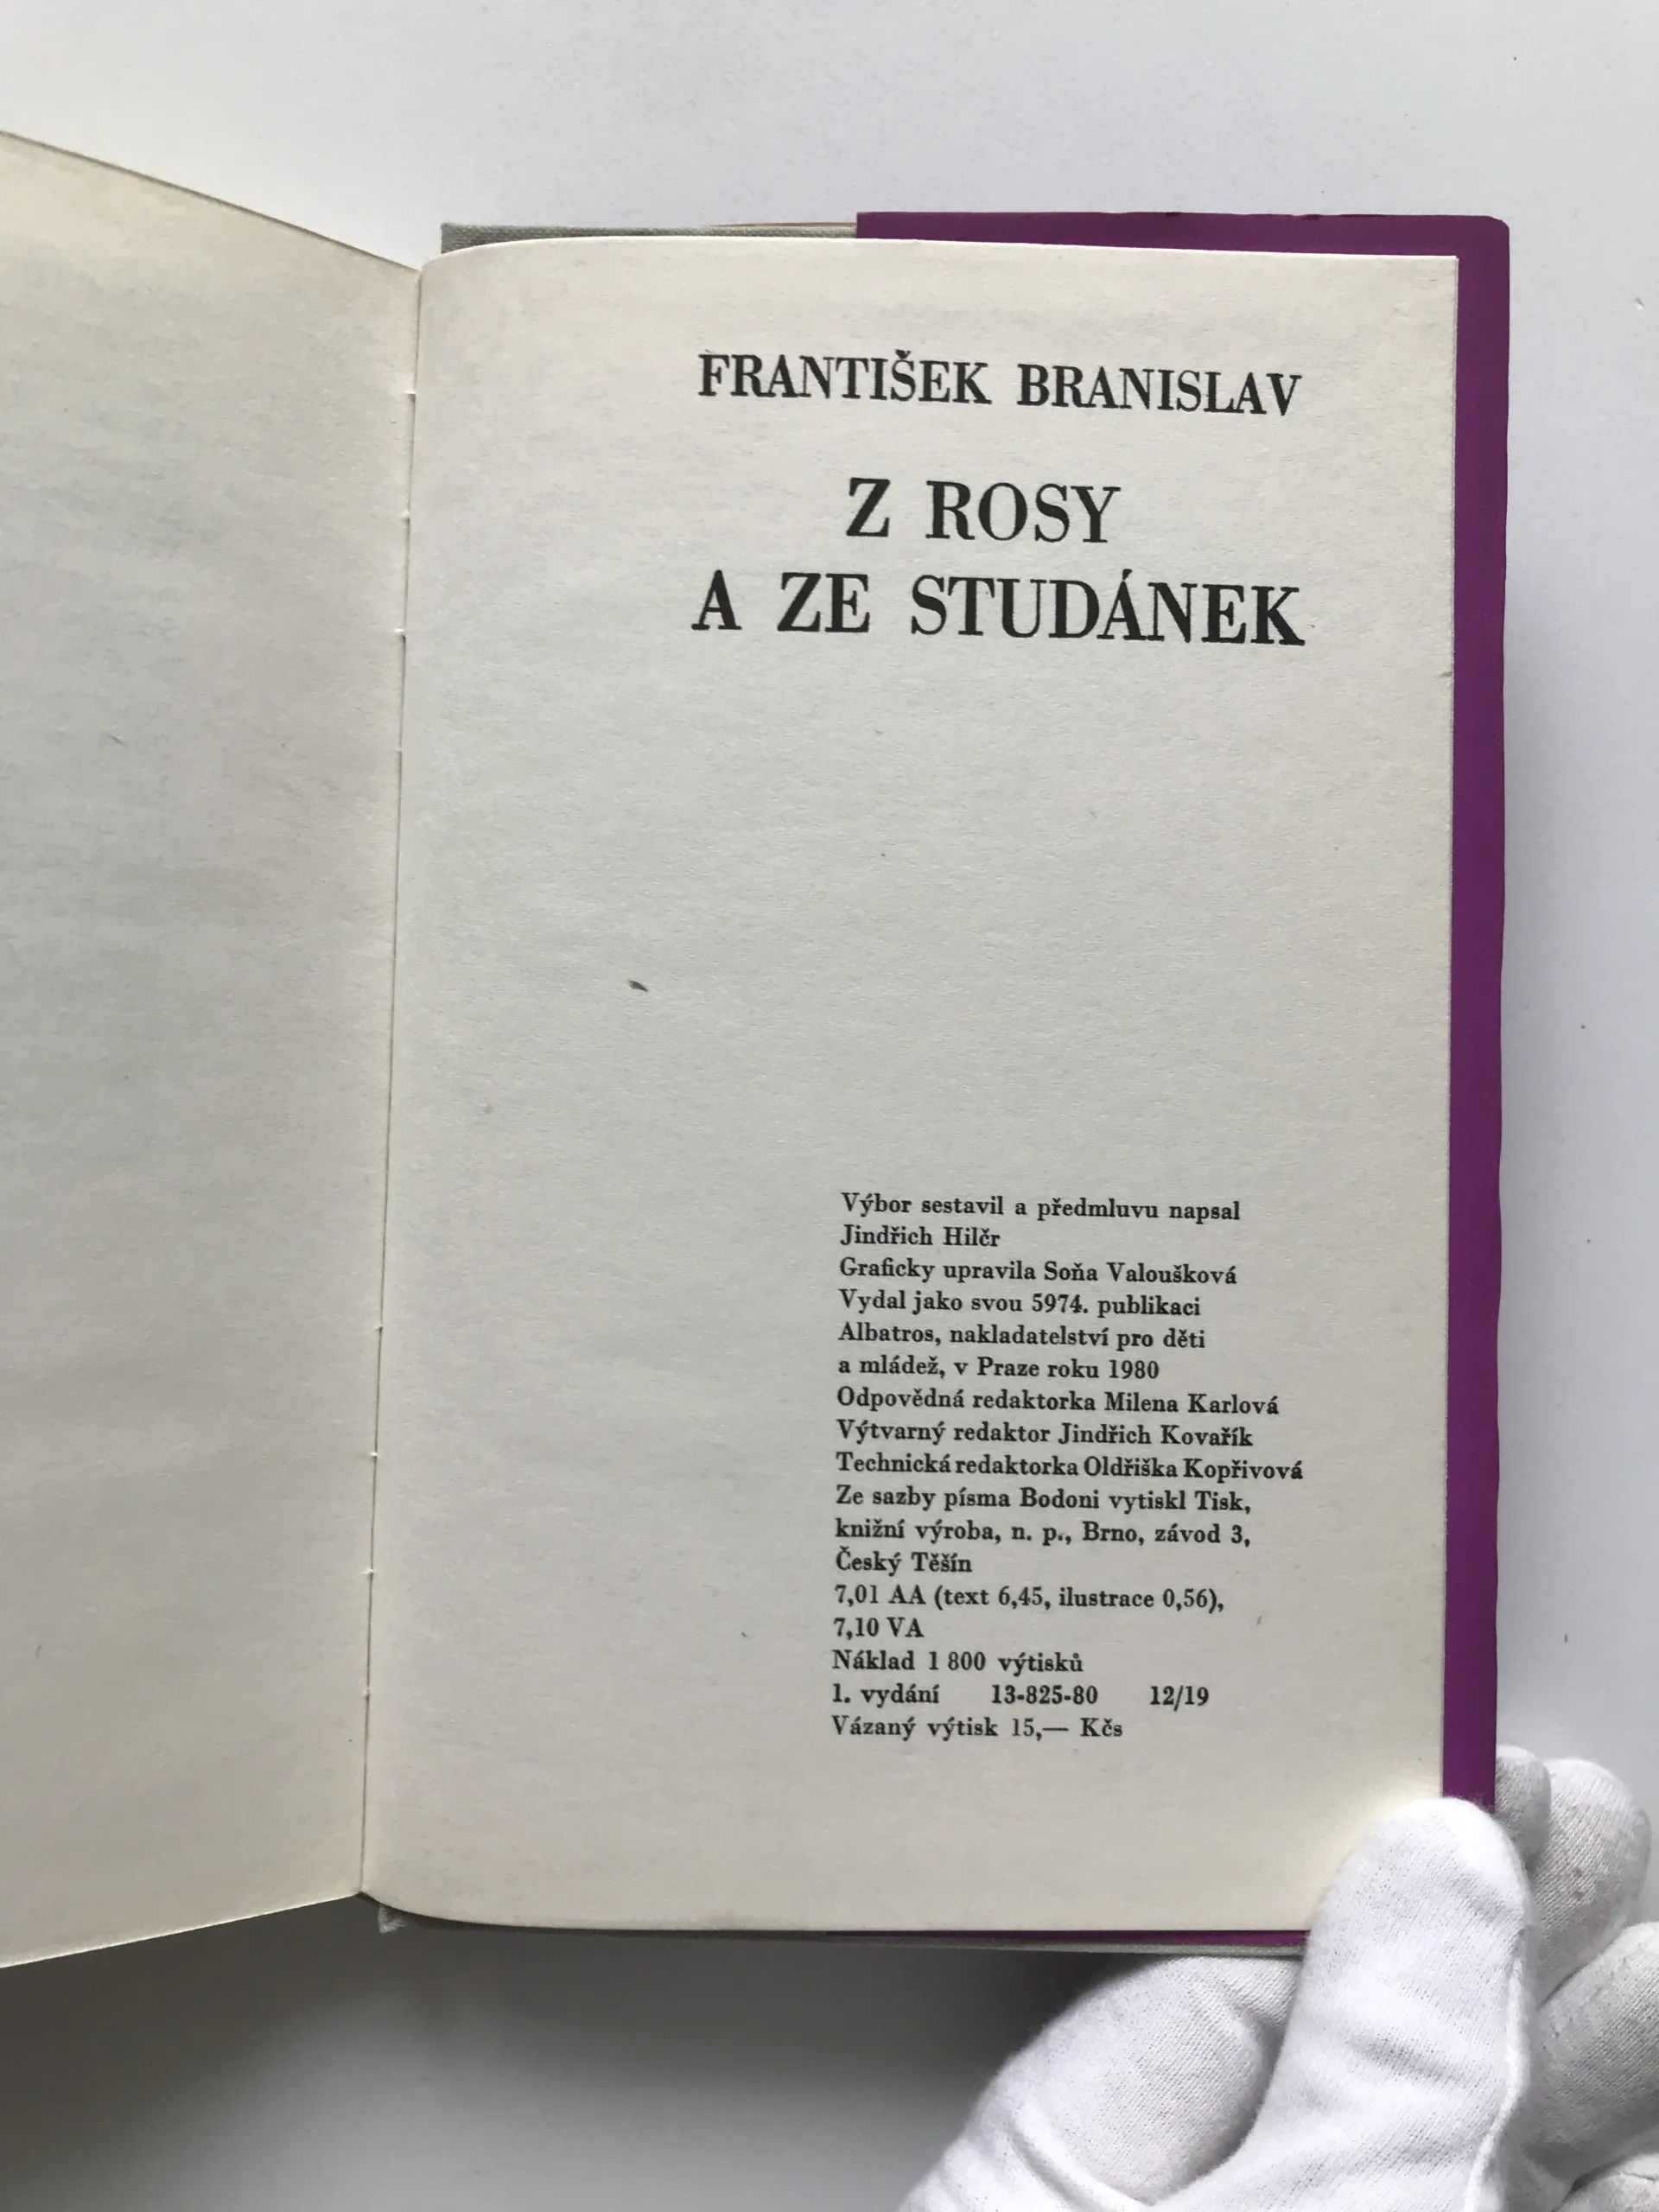 FRANTIŠEK BRANISLAV
Z ROSY
A ZE STUDÁNEK
Výbor sestavil a předmluvu napsal
Jindřich Hilčr
Graficky upravila Soňa Valoušková
Vydal jako svou 5974. publikaci
Albatros, nakladatelství pro děti
a mládež, v Praze roku 1980
Odpovědná redaktorka Milena Karlová
Výtvarný redaktor Jindřich Kovařík
Technická redaktorka Oldřiška Kopřivová
Ze sazby písma Bodoni vytiskl Tisk,
knižní výroba, n. p., Brno, závod 3,
Český Těšín
7,01 AA (text 6,45, ilustrace 0,56),
7,10 VA
Náklad 1 800 výtisků
1. vydání 13-825-80 12/19
Vázaný výtisk 15,— Kčs